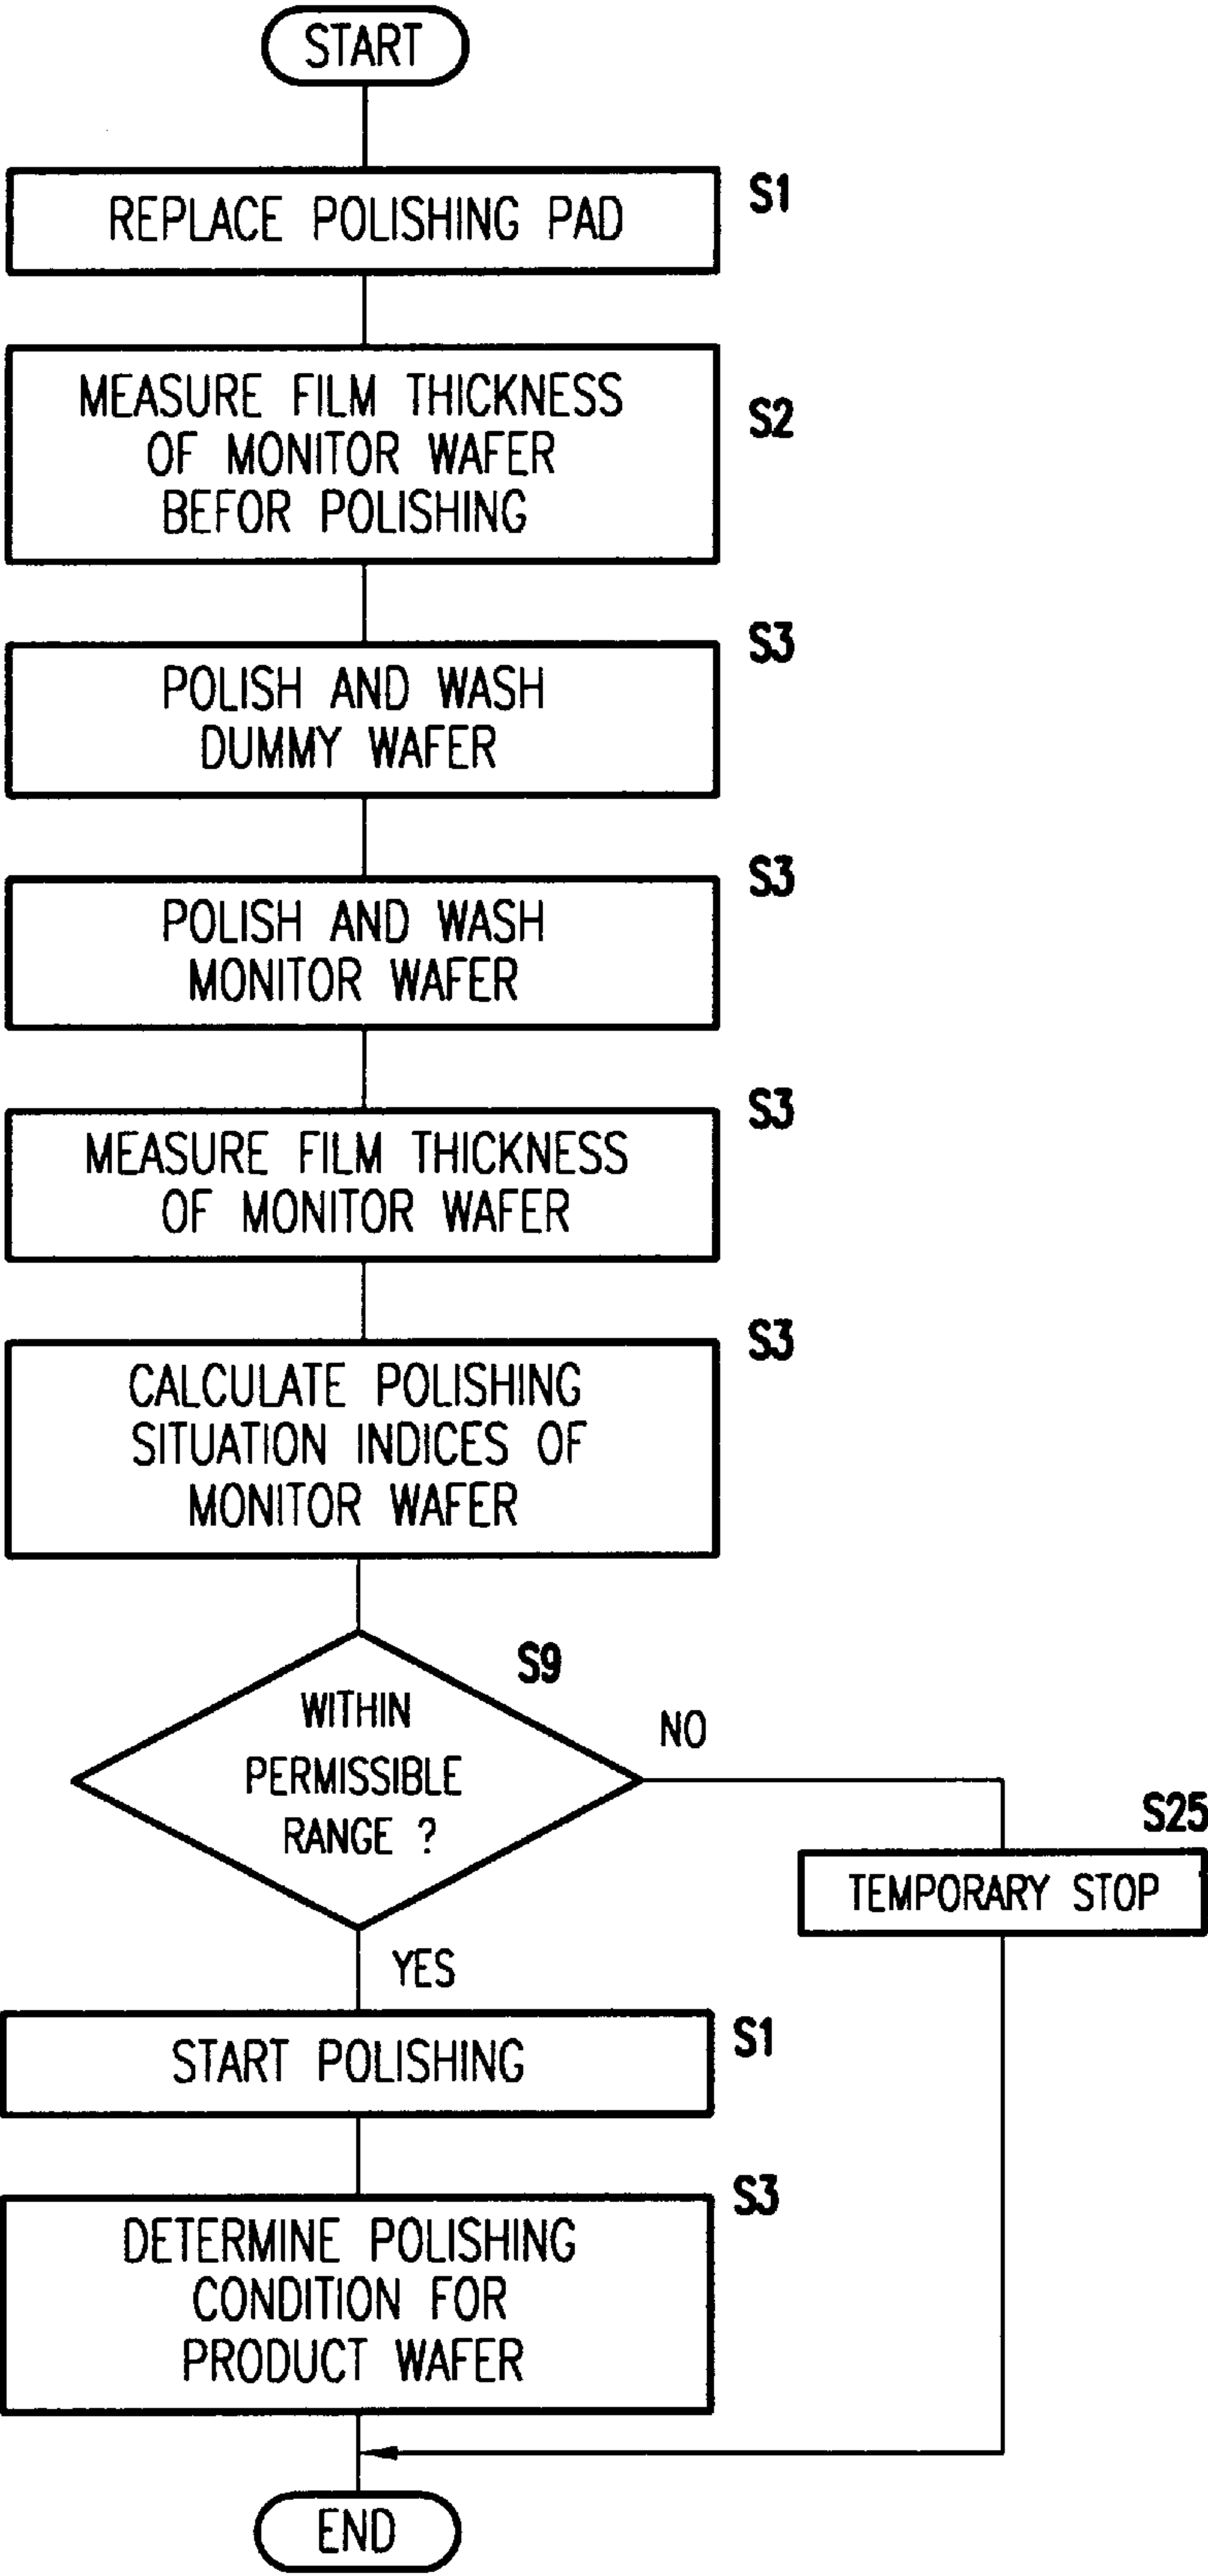 START
REPLACE POLISHING PAD
S1
MEASURE FILM THICKNESS
OF MONITOR WAFER
BEFOR POLISHING
S2
S3
POLISH AND WASH
DUMMY WAFER
S3
POLISH AND WASH
MONITOR WAFER
S3
MEASURE FILM THICKNESS
OF MONITOR WAFER
S3
CALCULATE POLISHING
SITUATION INDICES OF
MONITOR WAFER
S9
WITHIN
PERMISSIBLE
RANGE ?
NO
S25
TEMPORARY STOP
YES
START POLISHING
S1
S3
DETERMINE POLISHING
CONDITION FOR
PRODUCT WAFER
END